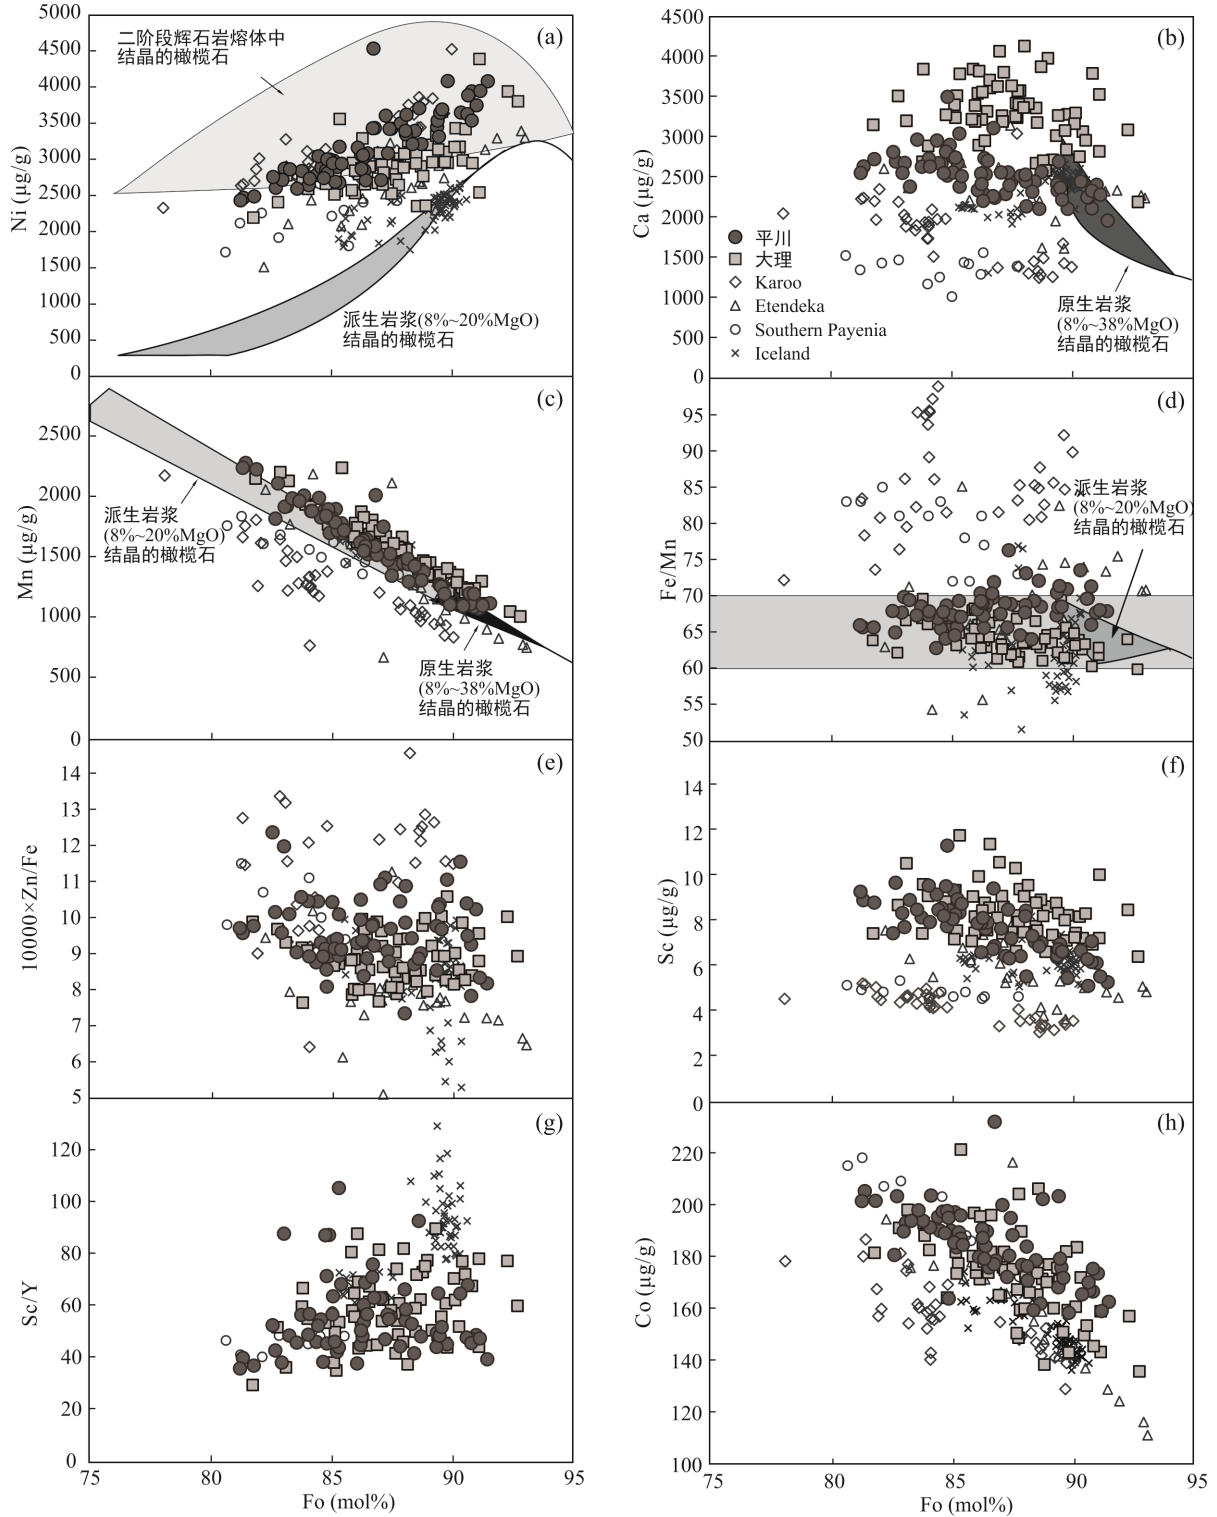 5000
4500
4000
3500
3000
2500
2000
1500
1000
500
0
Ni (μg/g)
(a)
二阶段辉石岩熔体中
结晶的橄榄石
派生岩浆(8%~20%MgO)
结晶的橄榄石
4500
4000
3500
3000
2500
2000
1500
1000
500
0
Ca (μg/g)
(b)
平川
大理
Karoo
Etendeka
Southern Payenia
Iceland
原生岩浆
(8%~38%MgO)
结晶的橄榄石
2500
2000
1500
1000
500
0
Mn (μg/g)
(c)
派生岩浆
(8%~20%MgO)
结晶的橄榄石
原生岩浆
(8%~38%MgO)
结晶的橄榄石
95
90
85
80
75
70
65
60
55
50
Fe/Mn
(d)
派生岩浆
(8%~20%MgO)
结晶的橄榄石
14
13
12
11
10
9
8
7
6
5
10000×Zn/Fe
(e)
14
12
10
8
6
4
2
0
Sc (μg/g)
(f)
120
100
80
60
40
20
0
Sc/Y
(g)
75
80
85
90
95
Fo (mol%)
220
200
180
160
140
120
100
Co (μg/g)
(h)
75
80
85
90
95
Fo (mol%)